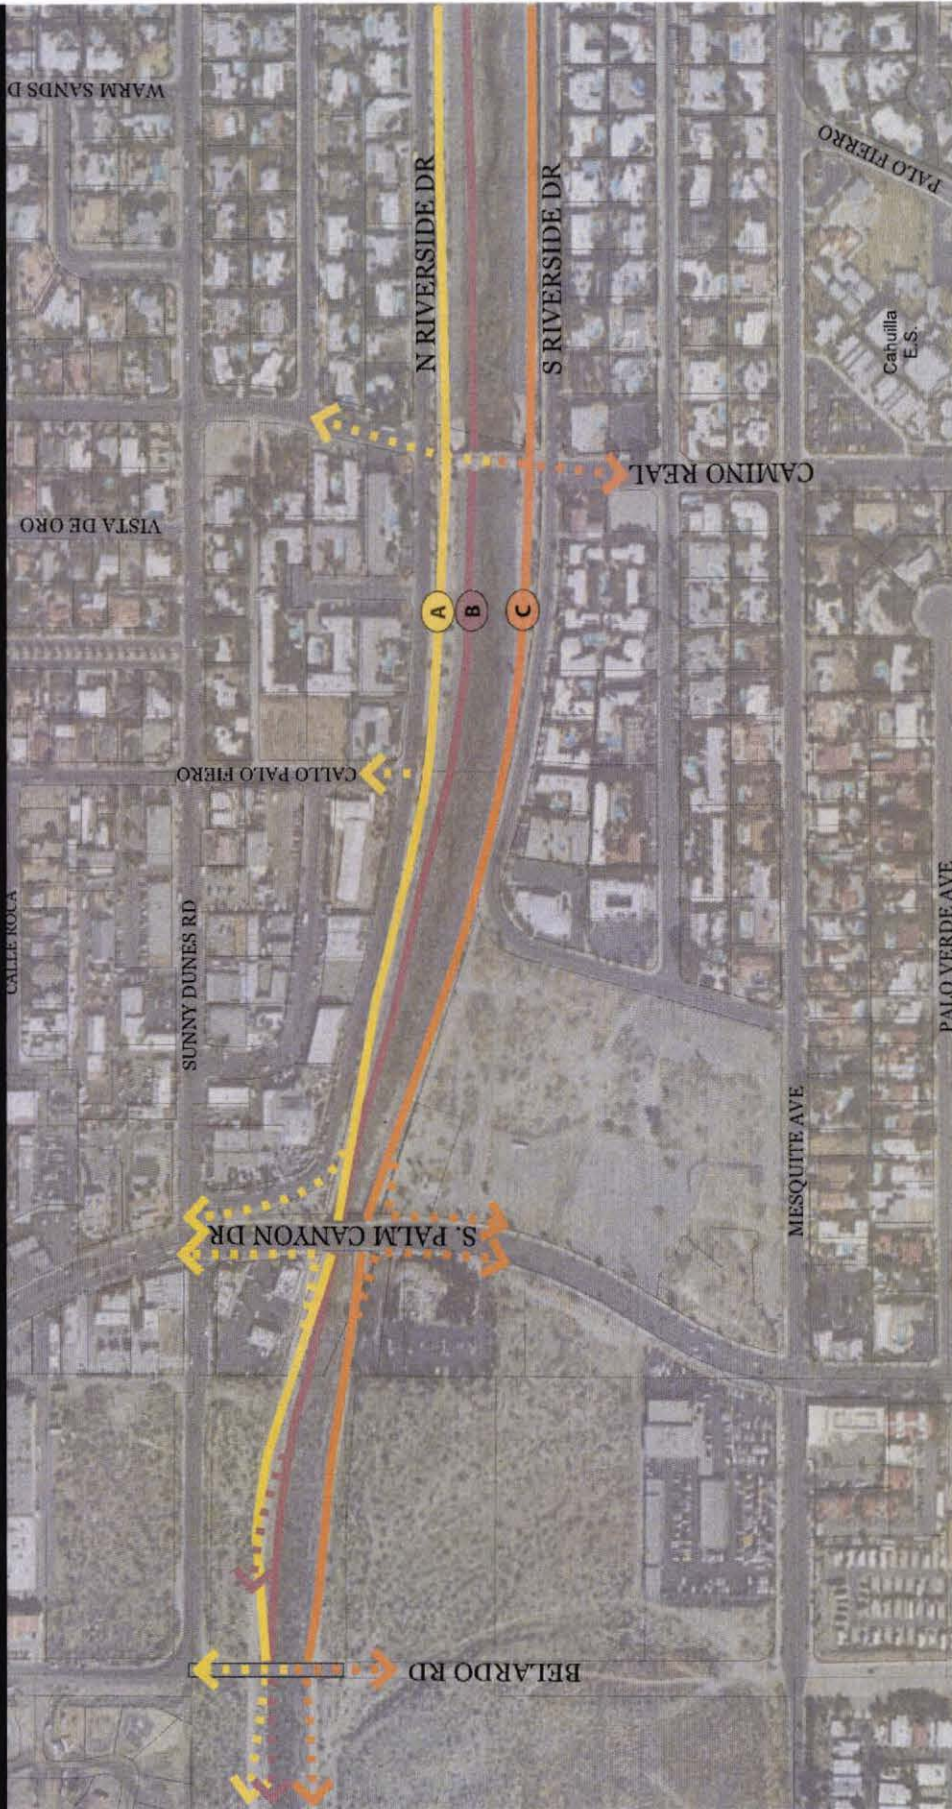 WARM SANDS D
PALO FIERRO
N RIVERSIDE DR
S RIVERSIDE DR
Cahuilla
E.S.
CAMINO REAL
VISTA DE ORO
A
B
C
CALLO PALO FIERO
CALLE ROCA
SUNNY DUNES RD
PALO VERDE AVE
MESQUITE AVE
S. PALM CANYON DR
BELARDO RD